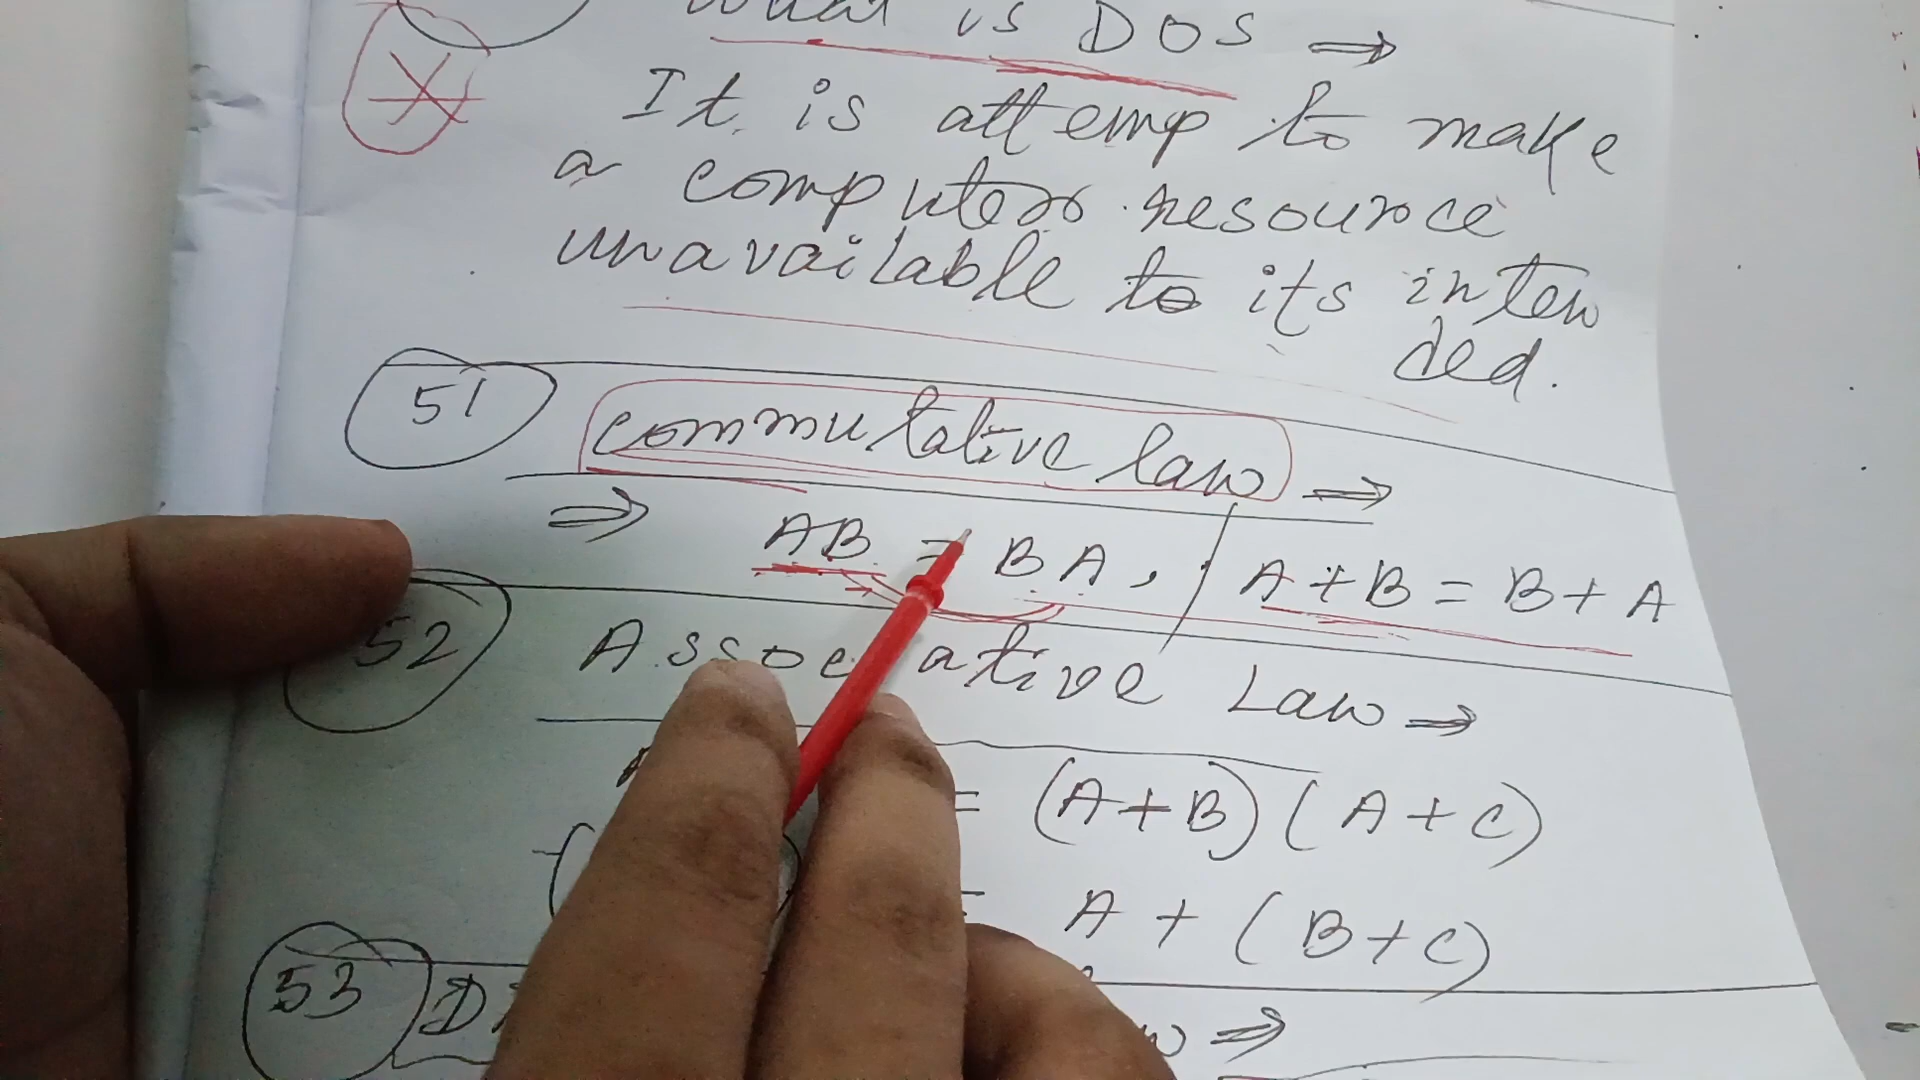 What is DOS ⇒
It is attemp to make
a computer resource
unavailable to its inten
ded.
51 commutative law ⇒
⇒ AB = BA, / A+B = B+A
52 Associative Law ⇒
= (A+B)(A+C)
= A + (B+C)
53